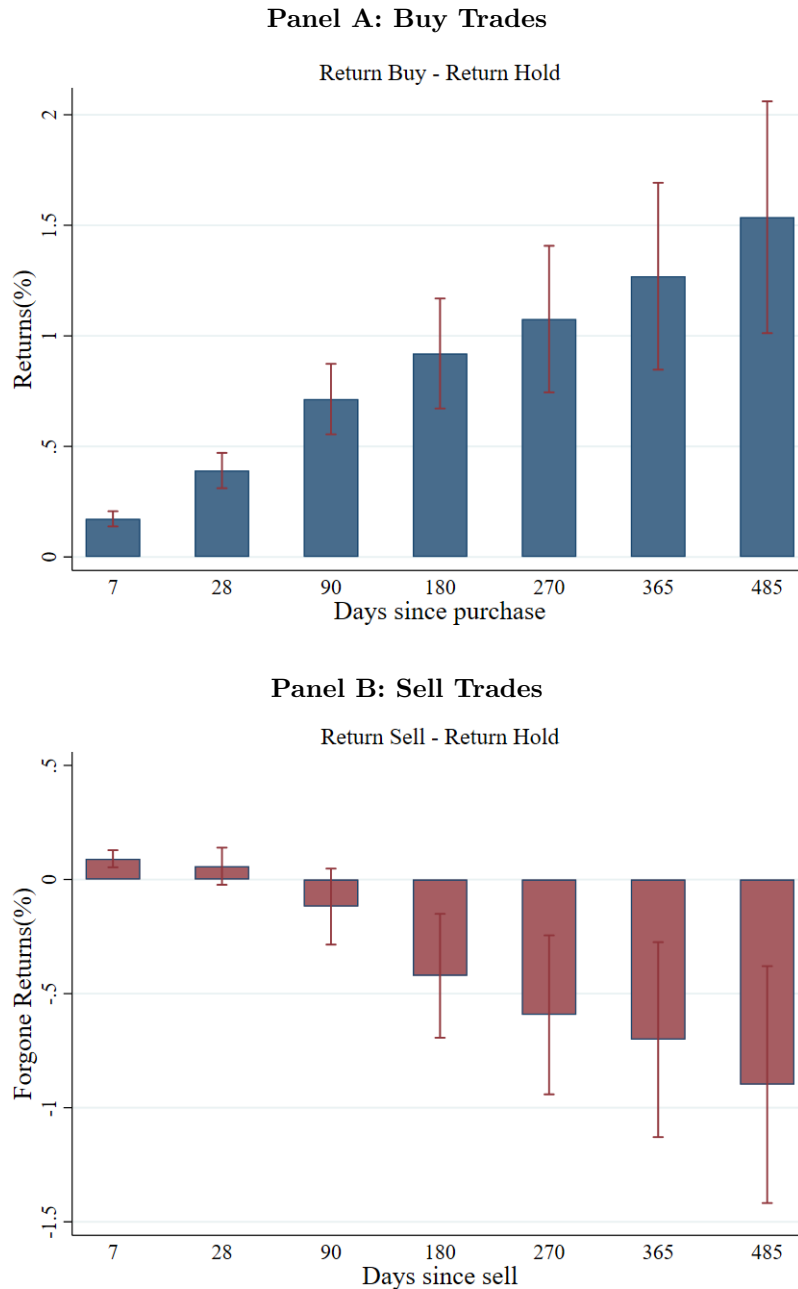 Panel A: Buy Trades
Return Buy - Return Hold
2
1.5
1
.5
0
Returns(%)
7 28 90 180 270 365 485
Days since purchase
Panel B: Sell Trades
Return Sell - Return Hold
.5
0
-.5
-1
-1.5
Forgone Returns(%)
7 28 90 180 270 365 485
Days since sell